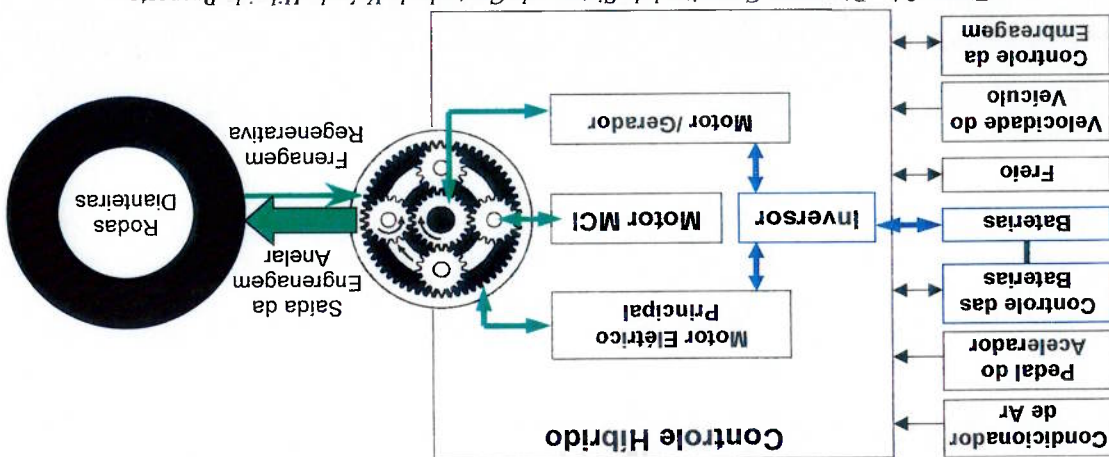 Controle Híbrido
Condicionador
de Ar
Pedal do
Acelerador
Controle das
Baterias
Baterias
Freio
Velocidade do
Veículo
Controle da
Embreagem
Inversor
Motor Elétrico
Principal
Motor MCI
Motor /Gerador
Saída da
Engrenagem
Anelar
Frenagem
Regenerativa
Rodas
Dianteiras